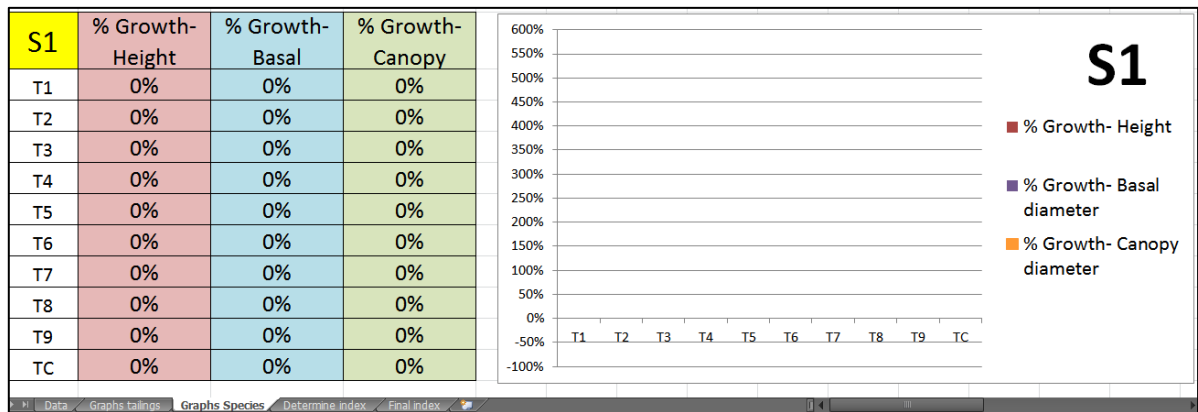 S1 % Growth- % Growth- % Growth-
Height Basal Canopy
T1 0% 0% 0%
T2 0% 0% 0%
T3 0% 0% 0%
T4 0% 0% 0%
T5 0% 0% 0%
T6 0% 0% 0%
T7 0% 0% 0%
T8 0% 0% 0%
T9 0% 0% 0%
TC 0% 0% 0%
600%
550%
500%
450%
400%
350%
300%
250%
200%
150%
100%
50%
0%
-50%
-100%
T1 T2 T3 T4 T5 T6 T7 T8 T9 TC
S1
% Growth- Height
% Growth- Basal
diameter
% Growth- Canopy
diameter
Data Graphs tailings Graphs Species Determine index Final index